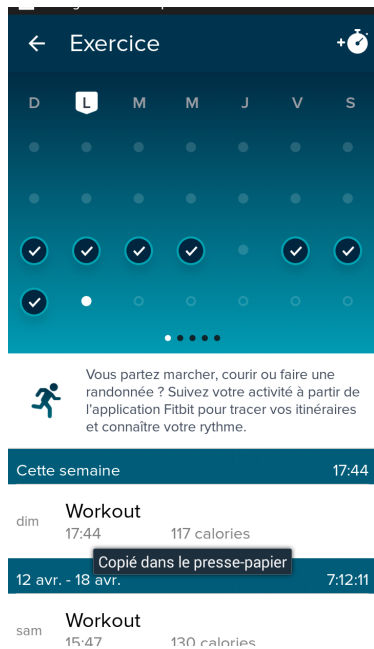 Exercice
+
D L M M J V S
Vous partez marcher, courir ou faire une
randonnée ? Suivez votre activité à partir de
l'application Fitbit pour tracer vos itinéraires
et connaître votre rythme.
Cette semaine 17:44
dim Workout
17:44 117 calories
Copié dans le presse-papier
12 avr. - 18 avr. 7:12:11
sam Workout
15:47 130 calories